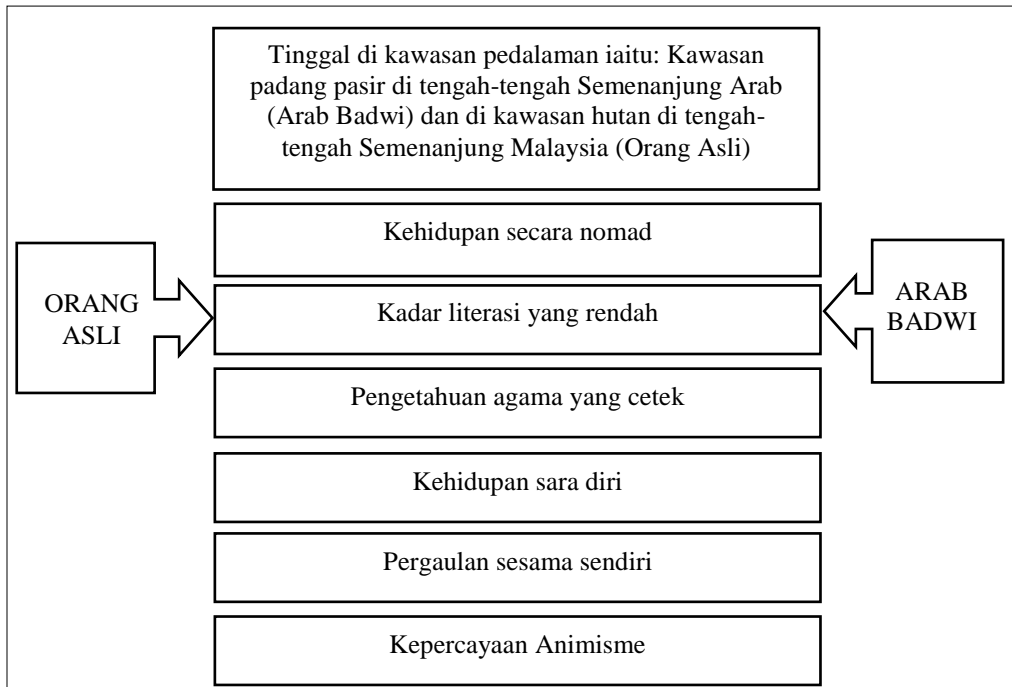 Tinggal di kawasan pedalaman iaitu: Kawasan
padang pasir di tengah-tengah Semenanjung Arab
(Arab Badwi) dan di kawasan hutan di tengah-
tengah Semenanjung Malaysia (Orang Asli)
Kehidupan secara nomad
ORANG
ASLI
Kadar literasi yang rendah
ARAB
BADWI
Pengetahuan agama yang cetek
Kehidupan sara diri
Pergaulan sesama sendiri
Kepercayaan Animisme